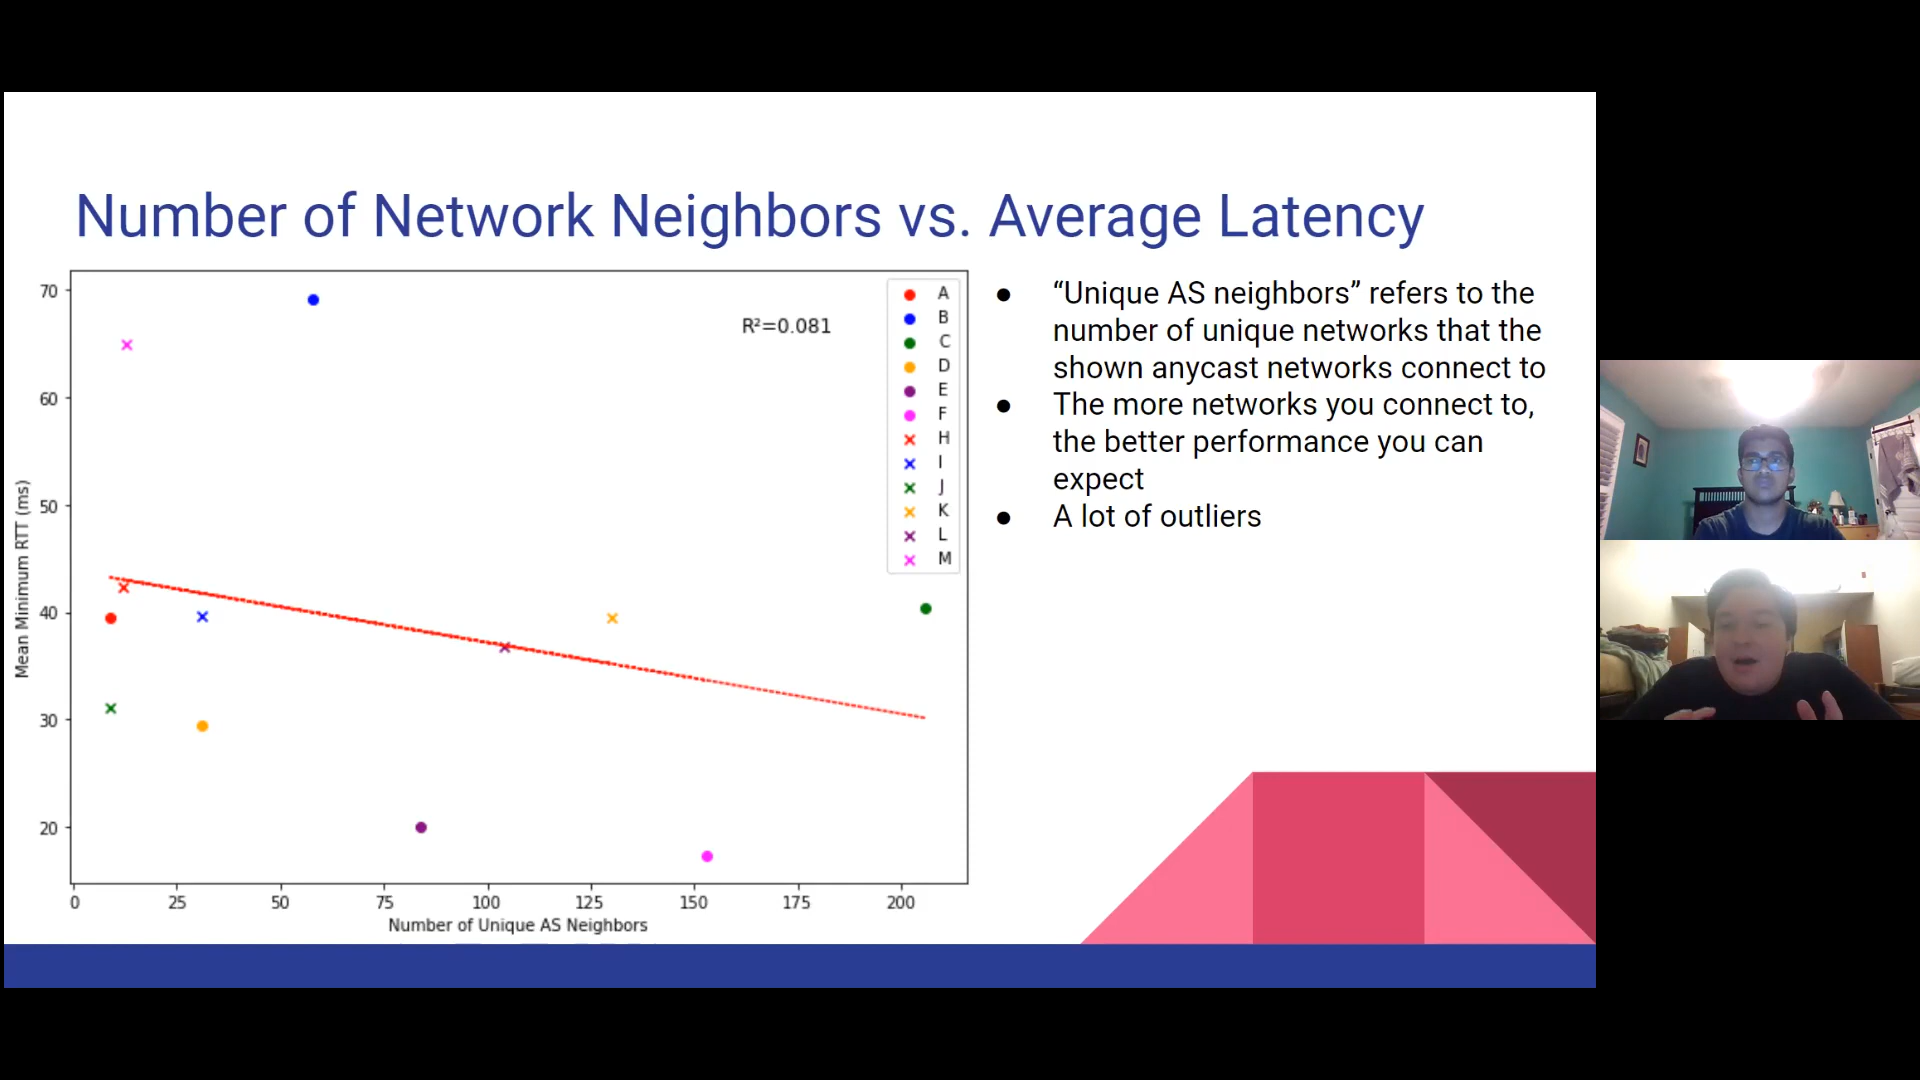 Number of Network Neighbors vs. Average Latency
70
60
50
40
30
20
Mean Minimum RTT (ms)
R²=0.081
A
B
C
D
E
F
H
I
J
K
L
M
0 25 50 75 100 125 150 175 200
Number of Unique AS Neighbors
● “Unique AS neighbors” refers to the
number of unique networks that the
shown anycast networks connect to
● The more networks you connect to,
the better performance you can
expect
● A lot of outliers